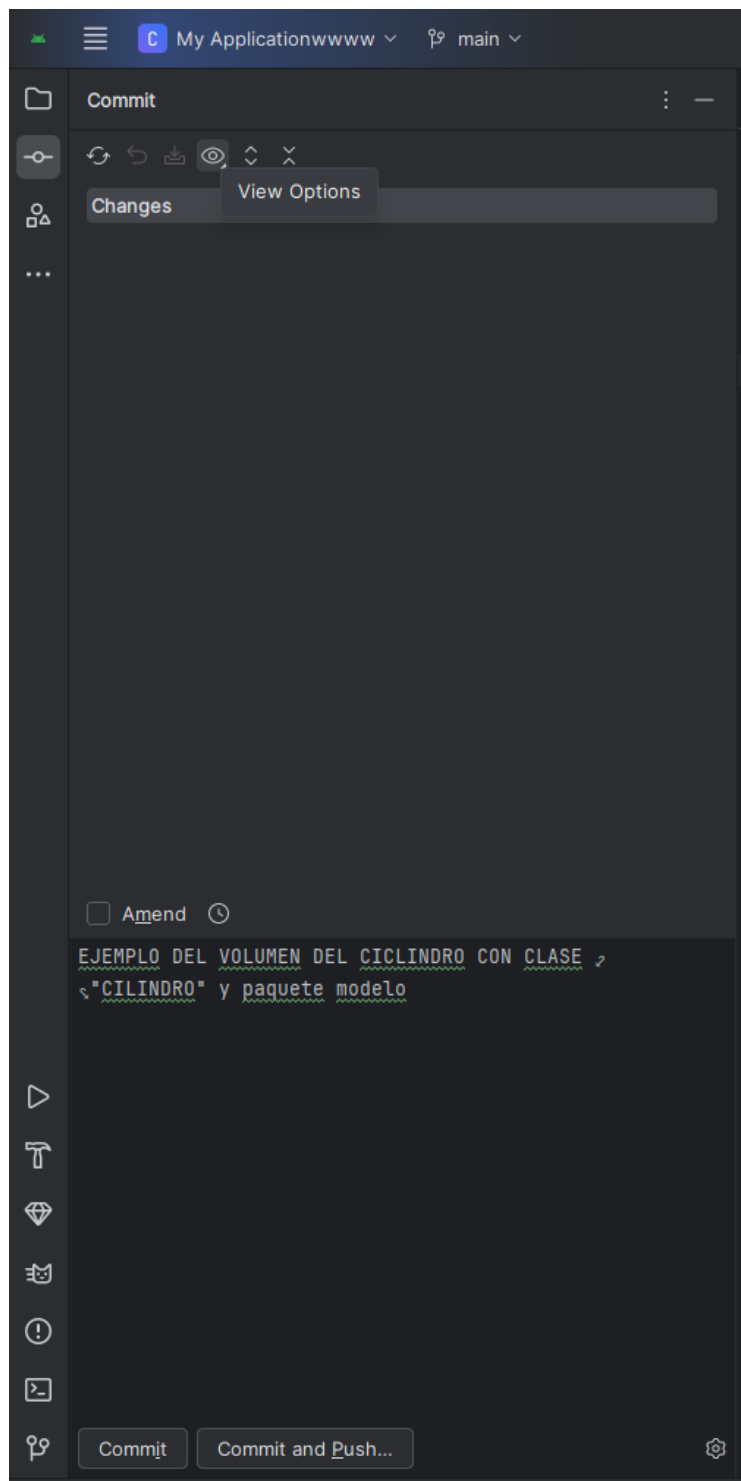 C My Applicationwwww main
Commit
View Options
Changes
Amend
EJEMPLO DEL VOLUMEN DEL CICLINDRO CON CLASE
"CILINDRO" y paquete modelo
Commit Commit and Push...